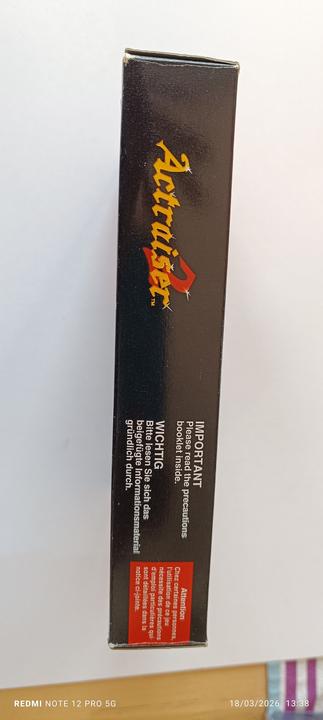 Actraiser 2™
IMPORTANT
Please read the precautions
booklet inside.
WICHTIG
Bitte lesen Sie sich das
beigefügte Informationsmaterial
gründlich durch.
Attention
Chez certaines personnes,
l'utilisation de ce jeu
nécessite des précautions
d'emploi particulières qui
sont détaillées dans la
notice ci-jointe.
REDMI NOTE 12 PRO 5G
18/03/2026, 13:38